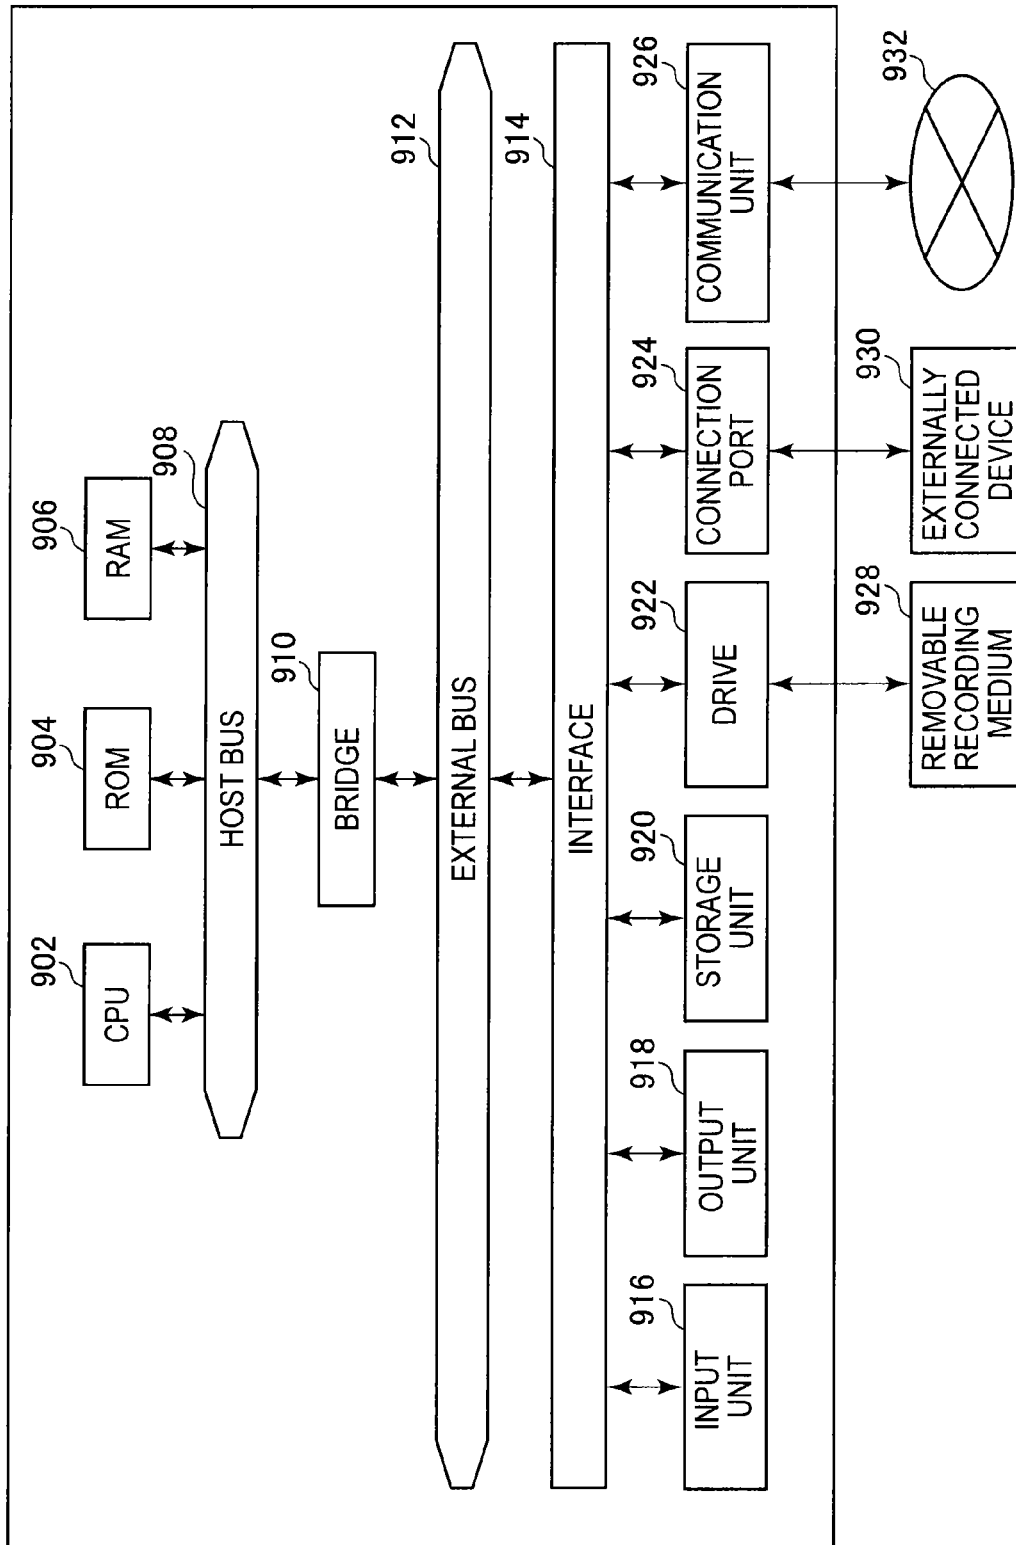 902
CPU
904
ROM
906
RAM
908
HOST BUS
910
BRIDGE
912
EXTERNAL BUS
914
INTERFACE
916
INPUT
UNIT
918
OUTPUT
UNIT
920
STORAGE
UNIT
922
DRIVE
924
CONNECTION
PORT
926
COMMUNICATION
UNIT
928
REMOVABLE
RECORDING
MEDIUM
930
EXTERNALLY
CONNECTED
DEVICE
932